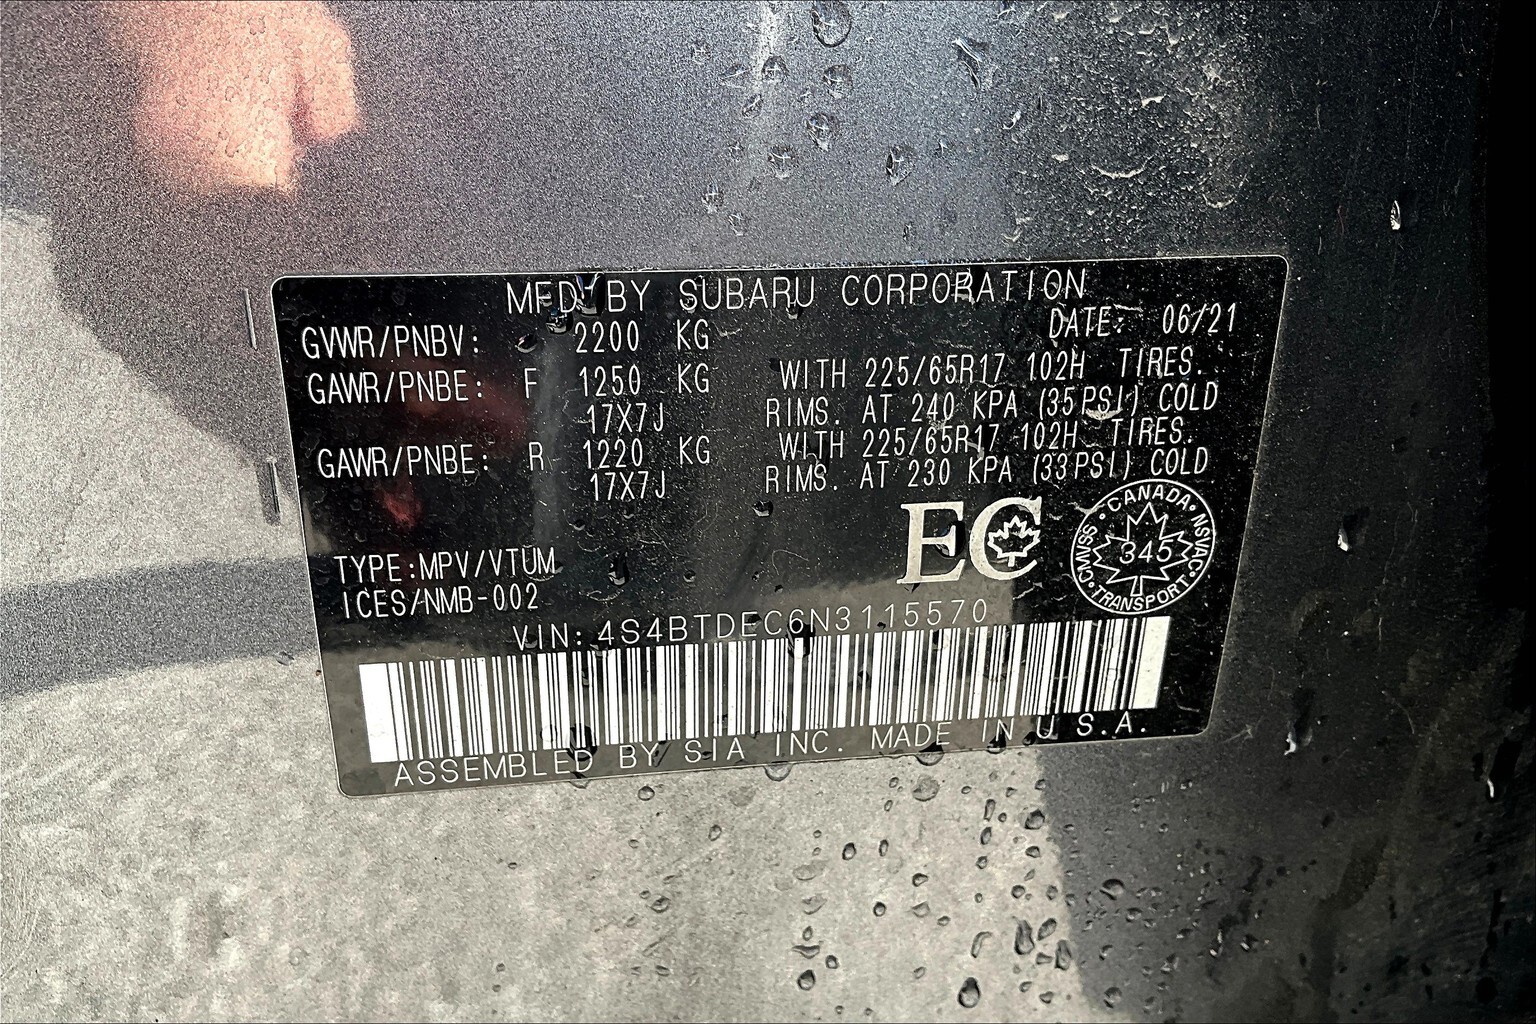 MFD BY SUBARU CORPORATION
DATE: 06/21
GVWR/PNBV: 2200 KG
GAWR/PNBE: F 1250 KG WITH 225/65R17 102H TIRES.
17X7J RIMS. AT 240 KPA (35PSI) COLD
GAWR/PNBE: R 1220 KG WITH 225/65R17 102H TIRES.
17X7J RIMS. AT 230 KPA (33PSI) COLD
EC
CANADA · NSVAC · TRANSPORT · CMVSS ·
345
TYPE:MPV/VTUM
ICES/NMB-002
VIN: 4S4BTDEC6N3115570
ASSEMBLED BY SIA INC. MADE IN U.S.A.